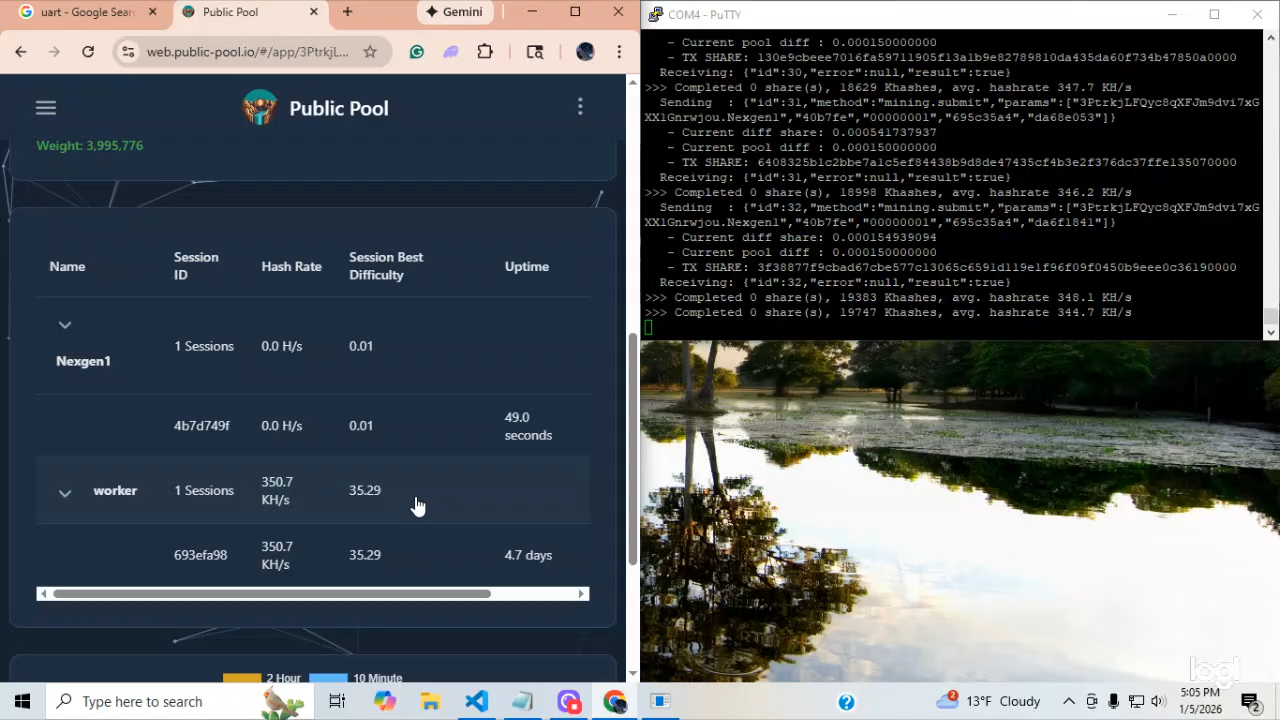 uart - Google Searc
Public Pool
Gemini
web.public-pool.io/#/app/3PtrkjL...
Public Pool
Weight: 3,995,776
Name
Session ID
Hash Rate
Session Best Difficulty
Uptime
Nexgen1
1 Sessions
0.0 H/s
0.01
4b7d749f
0.0 H/s
0.01
49.0 seconds
worker
1 Sessions
350.7 KH/s
35.29
693efa98
350.7 KH/s
35.29
4.7 days
2 Hour
10 Minute
COM4 - PuTTY
- Current pool diff : 0.000150000000
- TX SHARE: 130e9cbeee7016fa59711905f13a1b9e82789810da435da60f734b47850a0000
Receiving: {"id":30,"error":null,"result":true}
>>> Completed 0 share(s), 18629 Khashes, avg. hashrate 347.7 KH/s
Sending  : {"id":31,"method":"mining.submit","params":["3PtrkjLFQyc8qXFJm9dvi7xG
XX1Gnrwjou.Nexgen1","40b7fe","00000001","695c35a4","da68e053"]}
- Current diff share: 0.000541737937
- Current pool diff : 0.000150000000
- TX SHARE: 6408325b1c2bbe7a1c5ef84438b9d8de47435cf4b3e2f376dc37ffe135070000
Receiving: {"id":31,"error":null,"result":true}
>>> Completed 0 share(s), 18998 Khashes, avg. hashrate 346.2 KH/s
Sending  : {"id":32,"method":"mining.submit","params":["3PtrkjLFQyc8qXFJm9dvi7xG
XX1Gnrwjou.Nexgen1","40b7fe","00000001","695c35a4","da6f1841"]}
- Current diff share: 0.000154939094
- Current pool diff : 0.000150000000
- TX SHARE: 3f38877f9cbad67cbe577c13065c6591d119e1f96f09f0450b9eee0c36190000
Receiving: {"id":32,"error":null,"result":true}
>>> Completed 0 share(s), 19383 Khashes, avg. hashrate 348.1 KH/s
>>> Completed 0 share(s), 19747 Khashes, avg. hashrate 344.7 KH/s
logi
Type here to search
2
13°F Cloudy
5:05 PM
1/5/2026
2